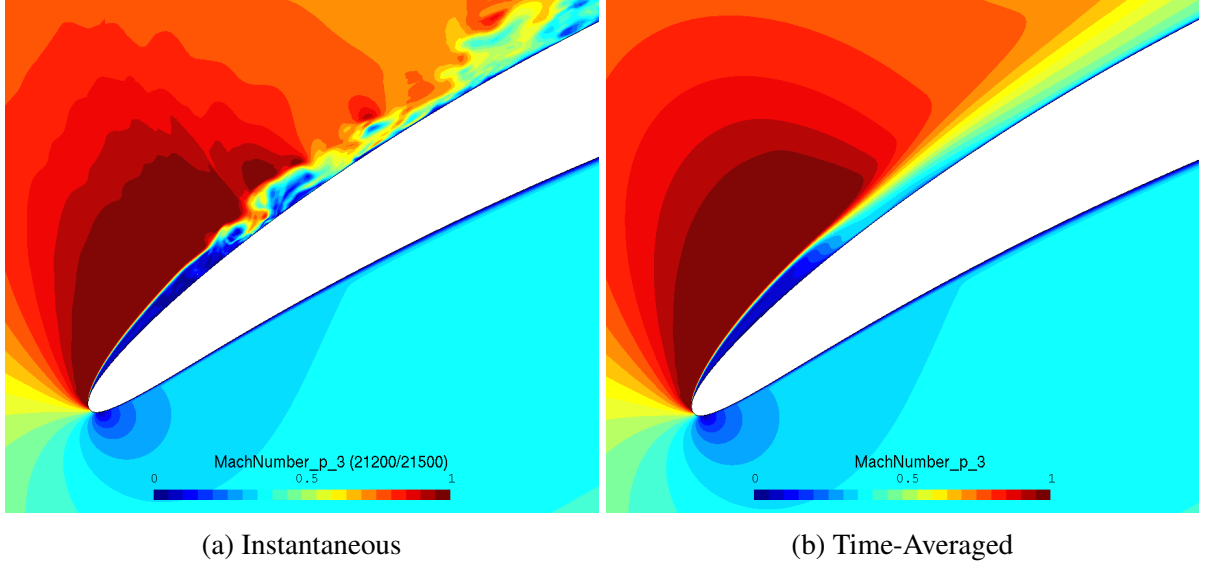 MachNumber_p_3 (21200/21500)
0 0.5 1
MachNumber_p_3
0 0.5 1
(a) Instantaneous
(b) Time-Averaged